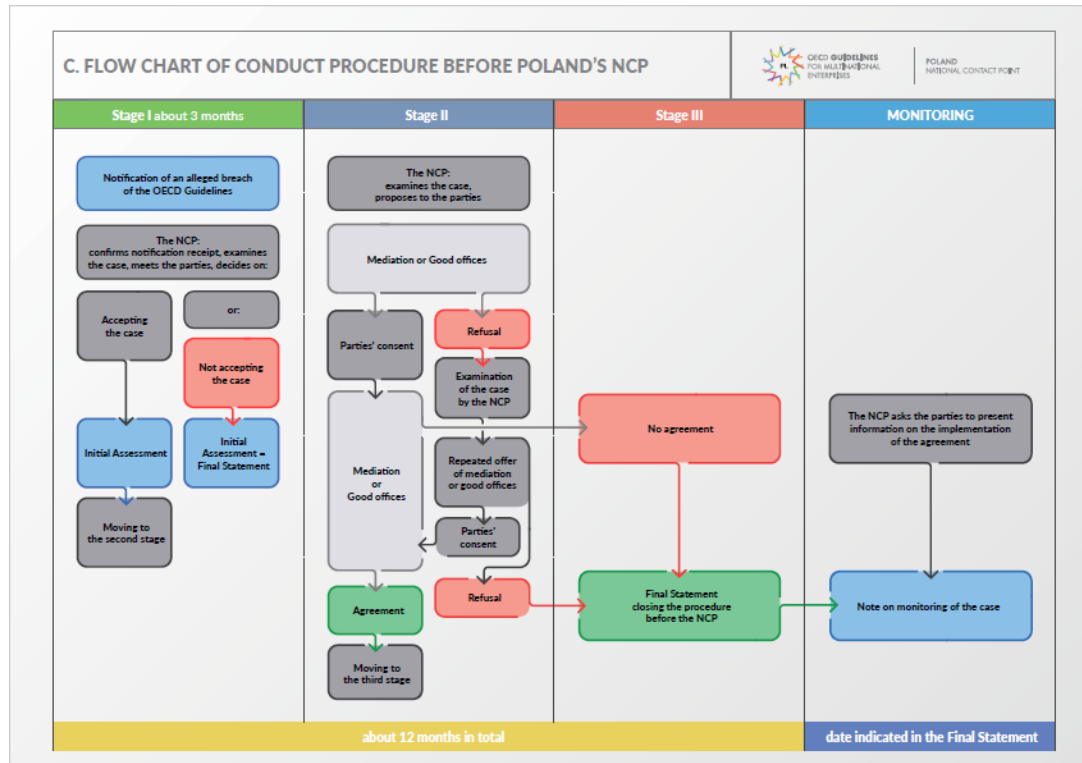 C. FLOW CHART OF CONDUCT PROCEDURE BEFORE POLAND'S NCP
PL
OECD GUIDELINES
FOR MULTINATIONAL
ENTERPRISES
POLAND
NATIONAL CONTACT POINT
Stage I about 3 months
Stage II
Stage III
MONITORING
Notification of an alleged breach
of the OECD Guidelines
The NCP:
confirms notification receipt, examines
the case, meets the parties, decides on:
Accepting
the case
or:
Not accepting
the case
Initial Assessment
Initial
Assessment =
Final Statement
Moving to
the second stage
The NCP:
examines the case,
proposes to the parties
Mediation or Good offices
Parties' consent
Refusal
Examination
of the case
by the NCP
Mediation
or
Good offices
Repeated offer
of mediation
or good offices
Parties'
consent
Refusal
Agreement
Moving to
the third stage
No agreement
Final Statement
closing the procedure
before the NCP
The NCP asks the parties to present
information on the implementation
of the agreement
Note on monitoring of the case
about 12 months in total
date indicated in the Final Statement